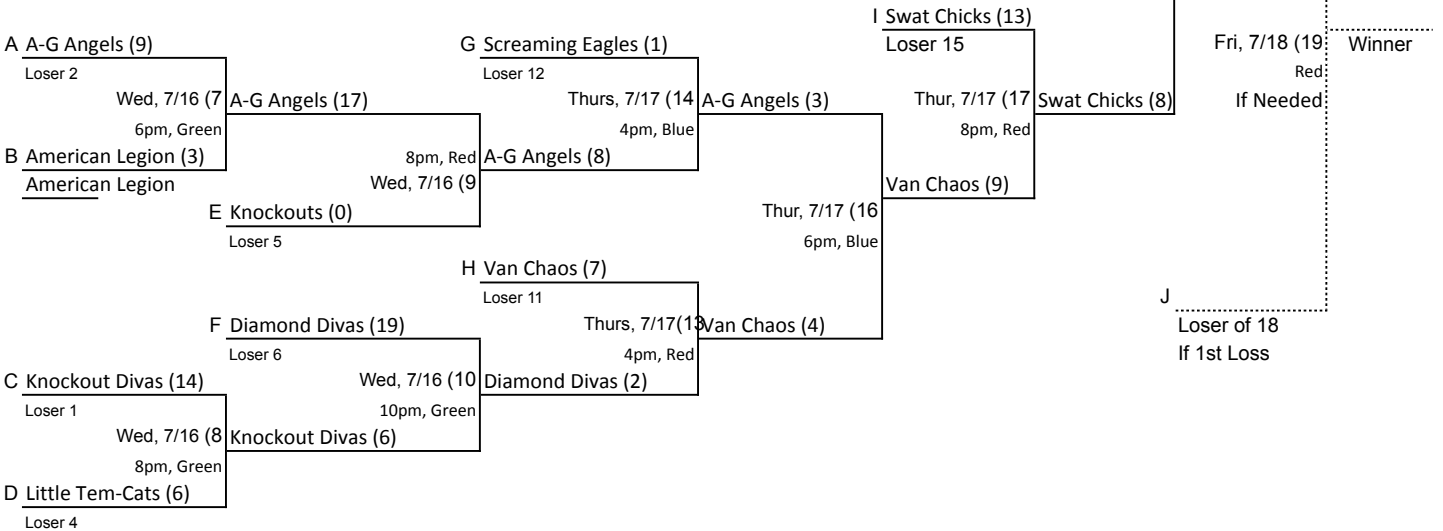 I Swat Chicks (13)
Loser 15
A A-G Angels (9)
Loser 2
G Screaming Eagles (1)
Loser 12
Fri, 7/18 (19
Red
If Needed
Winner
Wed, 7/16 (7
6pm, Green
A-G Angels (17)
Thurs, 7/17 (14
4pm, Blue
A-G Angels (3)
Thur, 7/17 (17
8pm, Red
Swat Chicks (8)
B American Legion (3)
American Legion
8pm, Red
Wed, 7/16 (9
A-G Angels (8)
Van Chaos (9)
E Knockouts (0)
Loser 5
Thur, 7/17 (16
6pm, Blue
H Van Chaos (7)
Loser 11
J
Loser of 18
If 1st Loss
F Diamond Divas (19)
Loser 6
Thurs, 7/17(13
4pm, Red
Van Chaos (4)
C Knockout Divas (14)
Loser 1
Wed, 7/16 (10
10pm, Green
Diamond Divas (2)
Wed, 7/16 (8
8pm, Green
Knockout Divas (6)
D Little Tem-Cats (6)
Loser 4